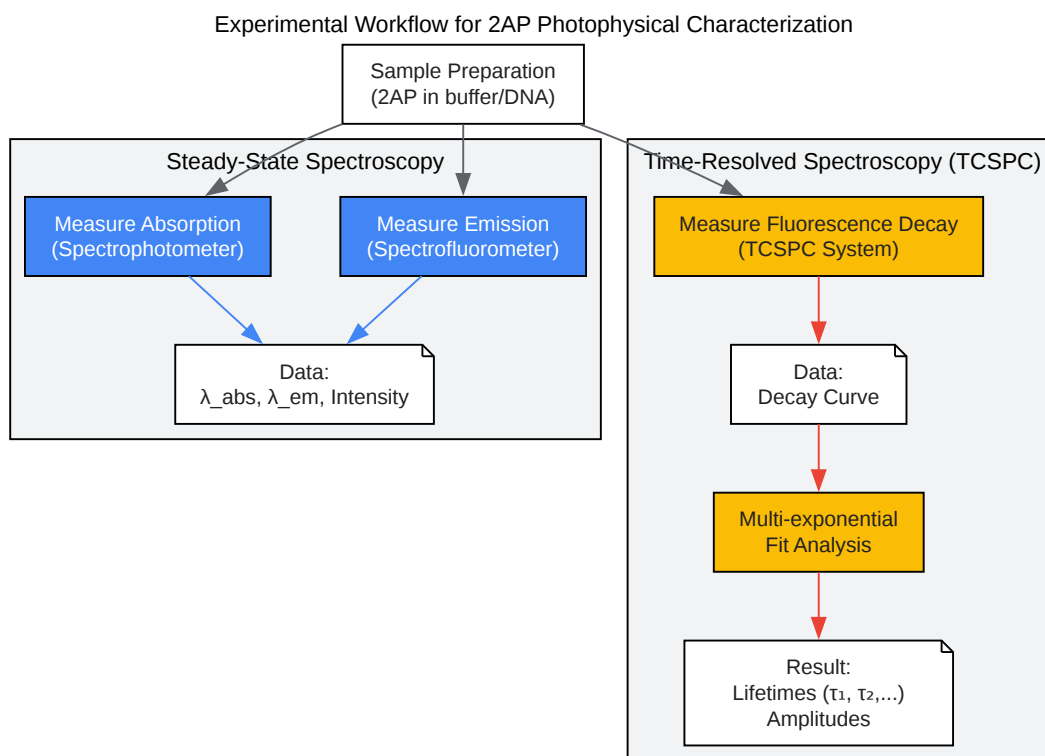 Experimental Workflow for 2AP Photophysical Characterization
Sample Preparation
(2AP in buffer/DNA)
Steady-State Spectroscopy
Measure Absorption
(Spectrophotometer)
Measure Emission
(Spectrofluorometer)
Data:
λ_abs, λ_em, Intensity
Time-Resolved Spectroscopy (TCSPC)
Measure Fluorescence Decay
(TCSPC System)
Data:
Decay Curve
Multi-exponential
Fit Analysis
Result:
Lifetimes (τ₁, τ₂,...)
Amplitudes